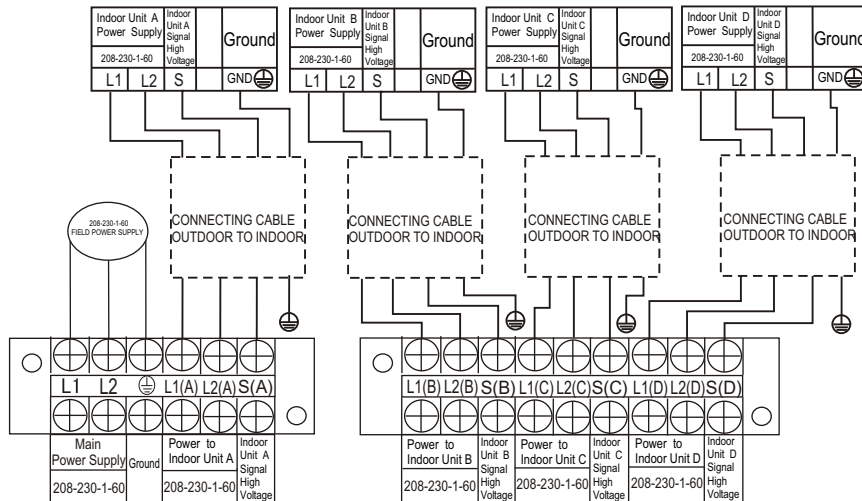 Indoor Unit A
Power Supply
208-230-1-60
Indoor
Unit A
Signal
High
Voltage
Ground
L1 L2 S GND
Indoor Unit B
Power Supply
208-230-1-60
Indoor
Unit B
Signal
High
Voltage
Ground
L1 L2 S GND
Indoor Unit C
Power Supply
208-230-1-60
Indoor
Unit C
Signal
High
Voltage
Ground
L1 L2 S GND
Indoor Unit D
Power Supply
208-230-1-60
Indoor
Unit D
Signal
High
Voltage
Ground
L1 L2 S GND
208-230-1-60
FIELD POWER SUPPLY
CONNECTING CABLE
OUTDOOR TO INDOOR
CONNECTING CABLE
OUTDOOR TO INDOOR
CONNECTING CABLE
OUTDOOR TO INDOOR
CONNECTING CABLE
OUTDOOR TO INDOOR
L1 L2 L1(A) L2(A) S(A)
Main
Power Supply
208-230-1-60
Ground
Power to
Indoor Unit A
208-230-1-60
Indoor
Unit A
Signal
High
Voltage
L1(B) L2(B) S(B) L1(C) L2(C) S(C) L1(D) L2(D) S(D)
Power to
Indoor Unit B
208-230-1-60
Indoor
Unit B
Signal
High
Voltage
Power to
Indoor Unit C
208-230-1-60
Indoor
Unit C
Signal
High
Voltage
Power to
Indoor Unit D
208-230-1-60
Indoor
Unit D
Signal
High
Voltage